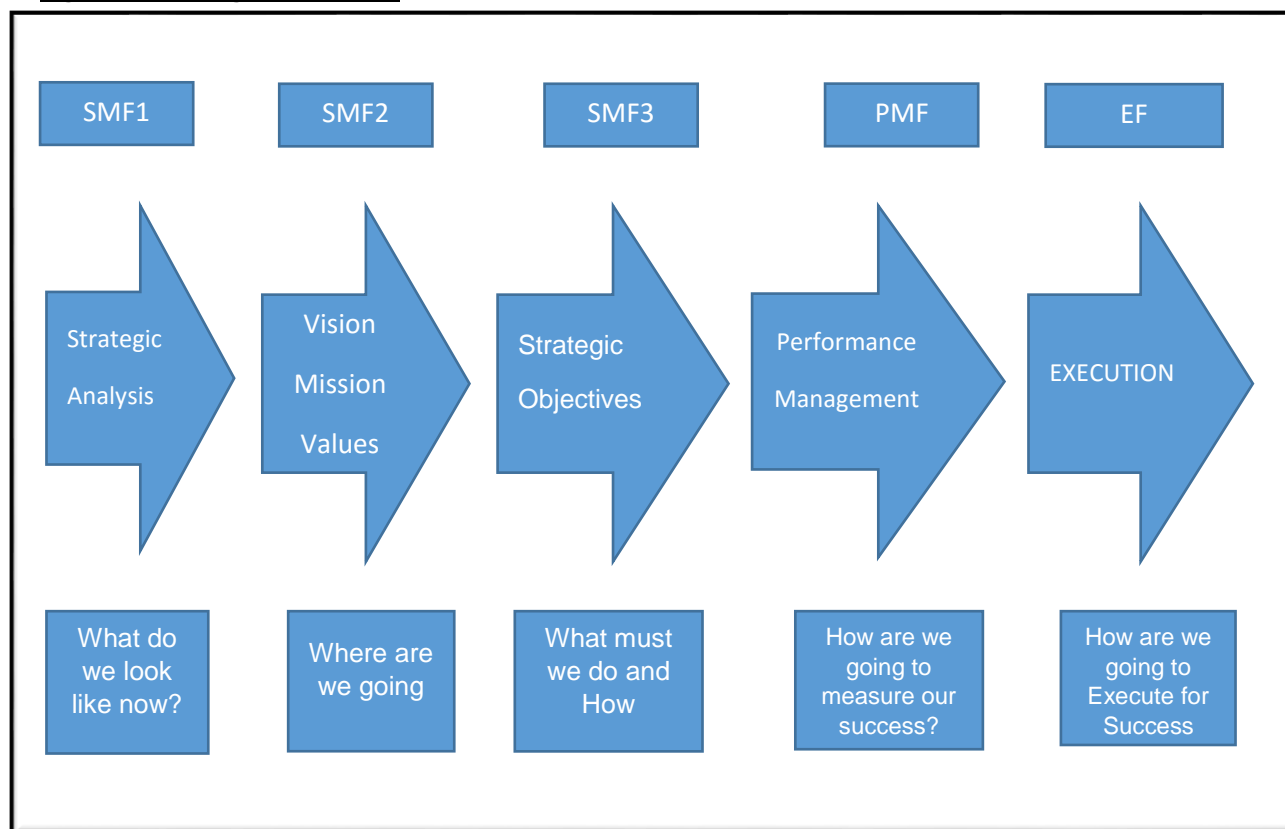 SMF1
SMF2
SMF3
PMF
EF
Strategic
Analysis
Vision
Mission
Values
Strategic
Objectives
Performance
Management
EXECUTION
What do
we look
like now?
Where are
we going
What must
we do and
How
How are we
going to
measure our
success?
How are we
going to
Execute for
Success